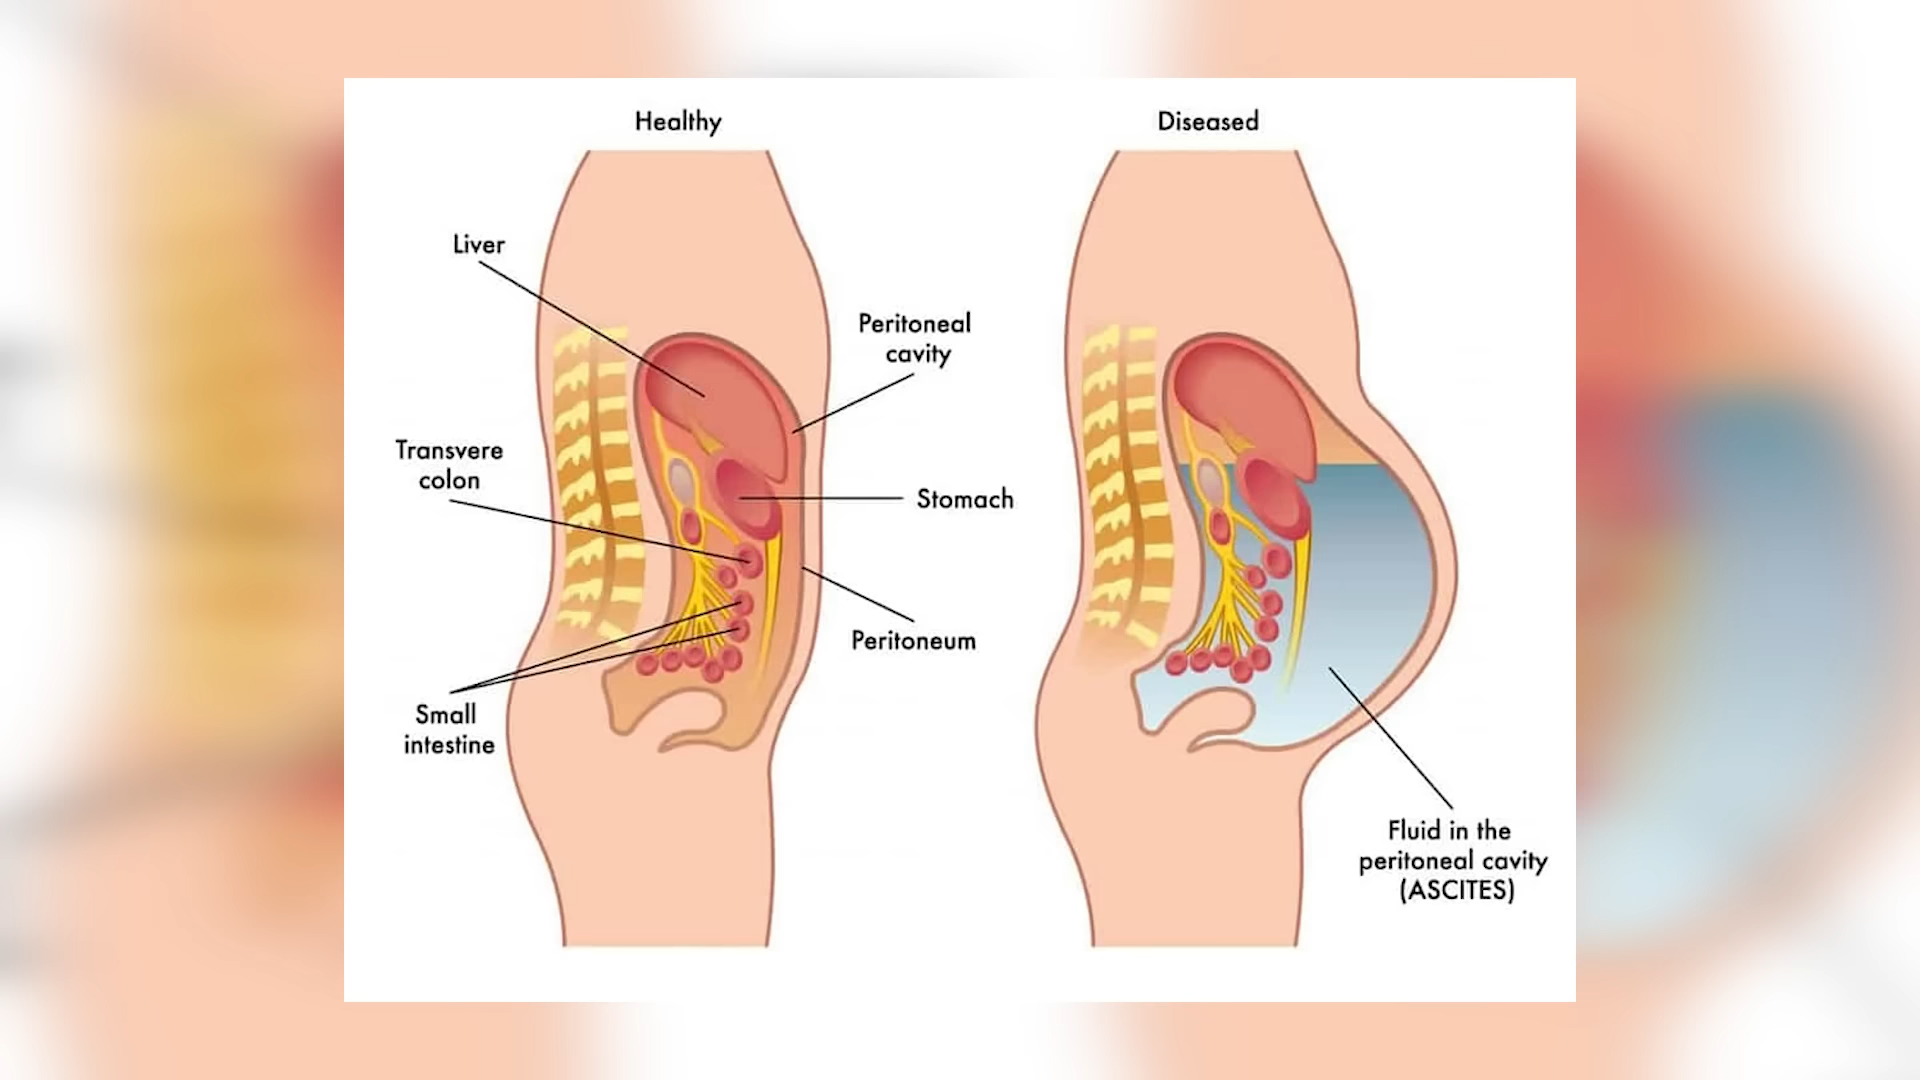 Healthy
Diseased
Liver
Peritoneal
cavity
Transvere
colon
Stomach
Peritoneum
Small
intestine
Fluid in the
peritoneal cavity
(ASCITES)